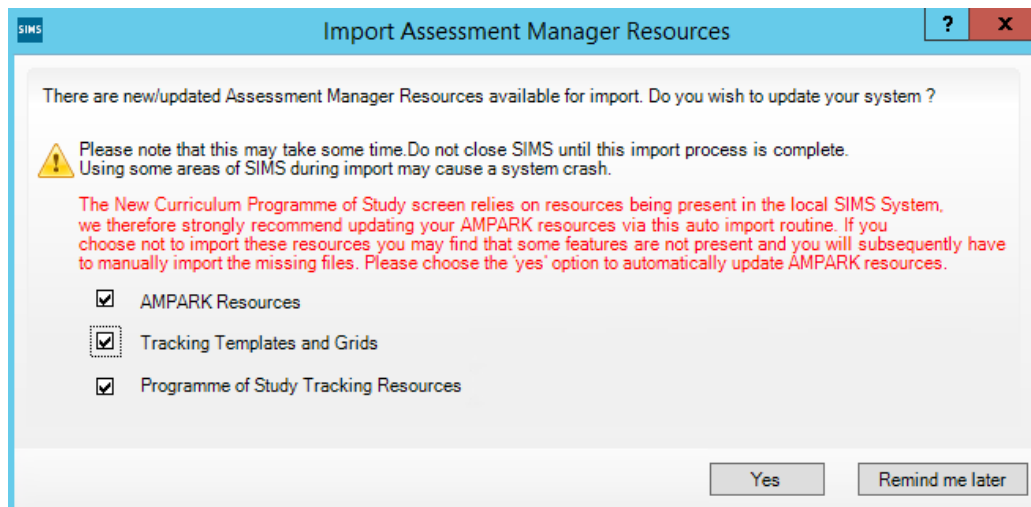 SIMS
Import Assessment Manager Resources
?
x
There are new/updated Assessment Manager Resources available for import. Do you wish to update your system ?
Please note that this may take some time.Do not close SIMS until this import process is complete.
Using some areas of SIMS during import may cause a system crash.
The New Curriculum Programme of Study screen relies on resources being present in the local SIMS System,
we therefore strongly recommend updating your AMPARK resources via this auto import routine. If you
choose not to import these resources you may find that some features are not present and you will subsequently have
to manually import the missing files. Please choose the 'yes' option to automatically update AMPARK resources.
AMPARK Resources
Tracking Templates and Grids
Programme of Study Tracking Resources
Yes
Remind me later